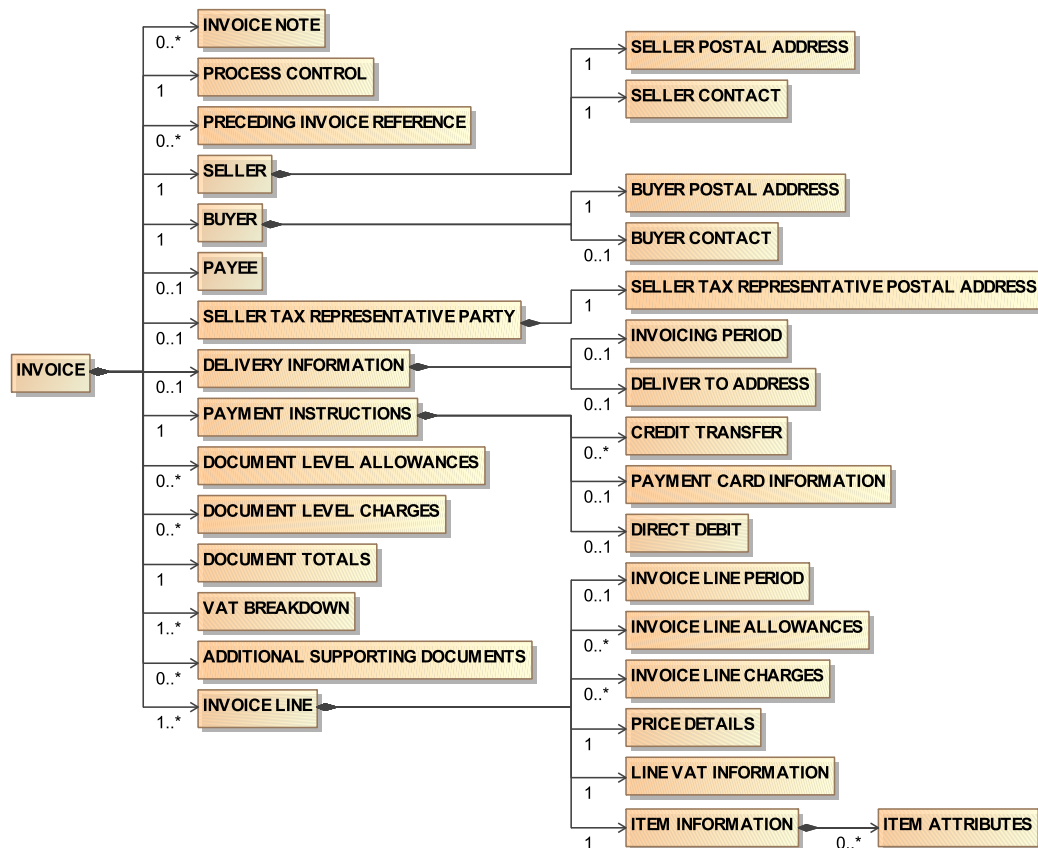 INVOICE
INVOICE NOTE
0..*
PROCESS CONTROL
1
PRECEDING INVOICE REFERENCE
0..*
SELLER
1
BUYER
1
PAYEE
0..1
SELLER TAX REPRESENTATIVE PARTY
0..1
DELIVERY INFORMATION
0..1
PAYMENT INSTRUCTIONS
1
DOCUMENT LEVEL ALLOWANCES
0..*
DOCUMENT LEVEL CHARGES
0..*
DOCUMENT TOTALS
1
VAT BREAKDOWN
1..*
ADDITIONAL SUPPORTING DOCUMENTS
0..*
INVOICE LINE
1..*
SELLER POSTAL ADDRESS
1
SELLER CONTACT
1
BUYER POSTAL ADDRESS
1
BUYER CONTACT
0..1
SELLER TAX REPRESENTATIVE POSTAL ADDRESS
1
INVOICING PERIOD
0..1
DELIVER TO ADDRESS
0..1
CREDIT TRANSFER
0..*
PAYMENT CARD INFORMATION
0..1
DIRECT DEBIT
0..1
INVOICE LINE PERIOD
0..1
INVOICE LINE ALLOWANCES
0..*
INVOICE LINE CHARGES
0..*
PRICE DETAILS
1
LINE VAT INFORMATION
1
ITEM INFORMATION
1
ITEM ATTRIBUTES
0..*